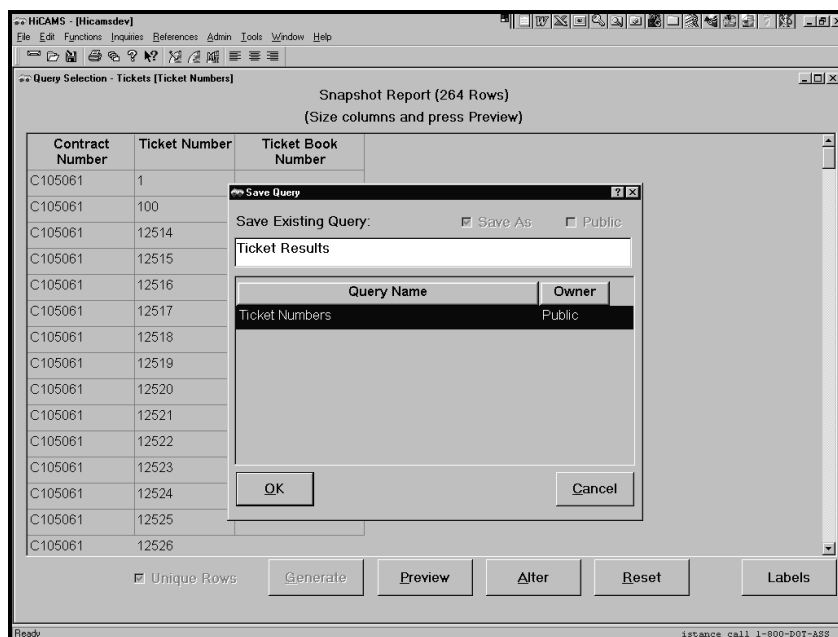 HiCAMS - [Hicamsdev]
File Edit Functions Inquiries References Admin Tools Window Help
Query Selection - Tickets [Ticket Numbers]
Snapshot Report (264 Rows)
(Size columns and press Preview)
Contract Number Ticket Number Ticket Book Number
C105061 1
C105061 100
C105061 12514
C105061 12515
C105061 12516
C105061 12517
C105061 12518
C105061 12519
C105061 12520
C105061 12521
C105061 12522
C105061 12523
C105061 12524
C105061 12525
C105061 12526
Save Query
Save Existing Query: Save As Public
Ticket Results
Query Name Owner
Ticket Numbers Public
OK Cancel
Unique Rows Generate Preview Alter Reset Labels
Ready istance call 1-800-DOT-ASS